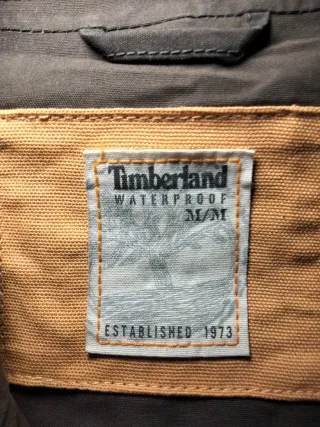 Timberland
WATERPROOF
M/M
ESTABLISHED 1973